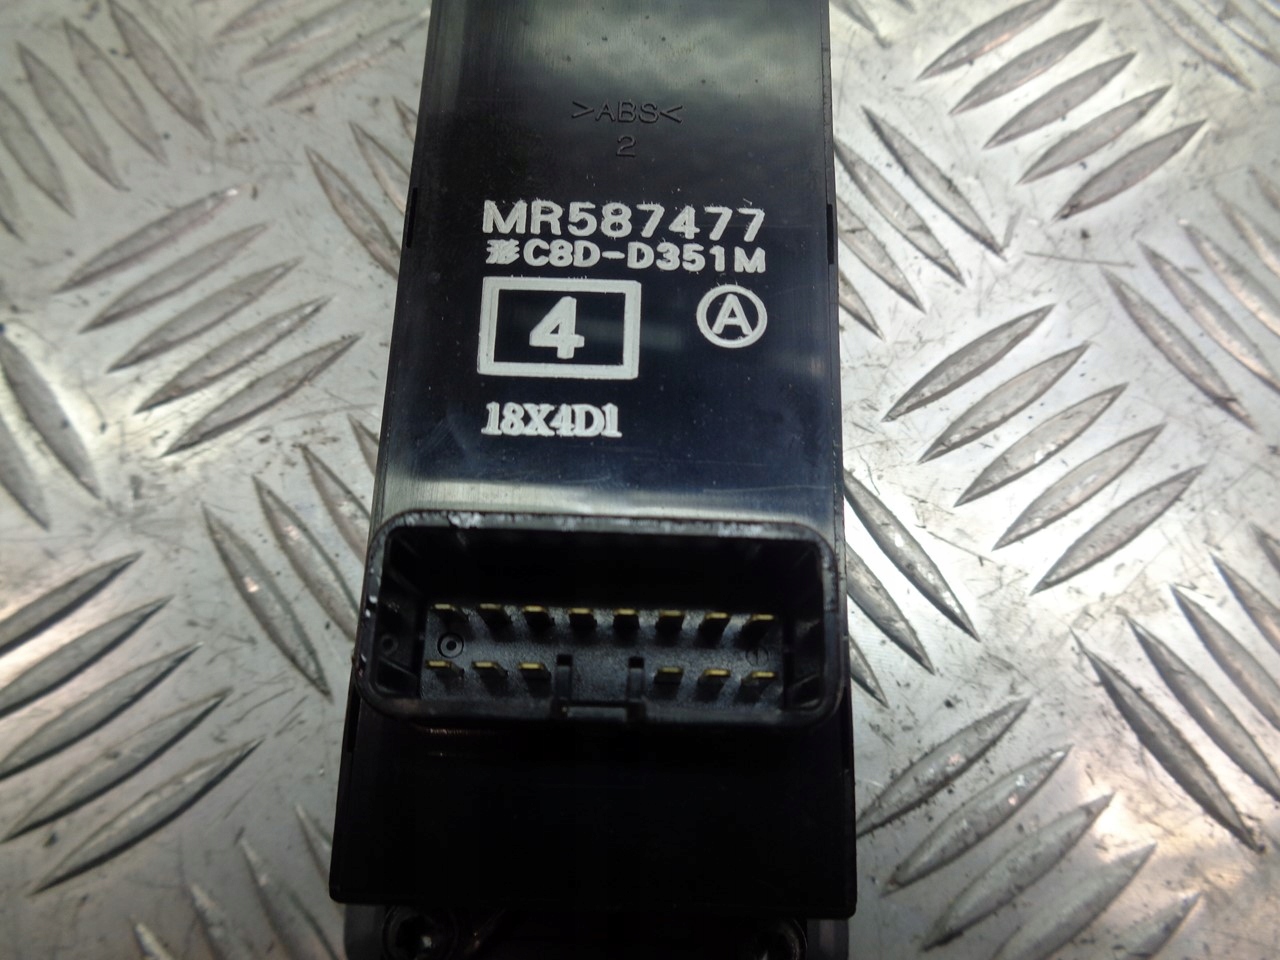 >ABS<
2
MR587477
形C8D-D351M
4 A
18X4D1